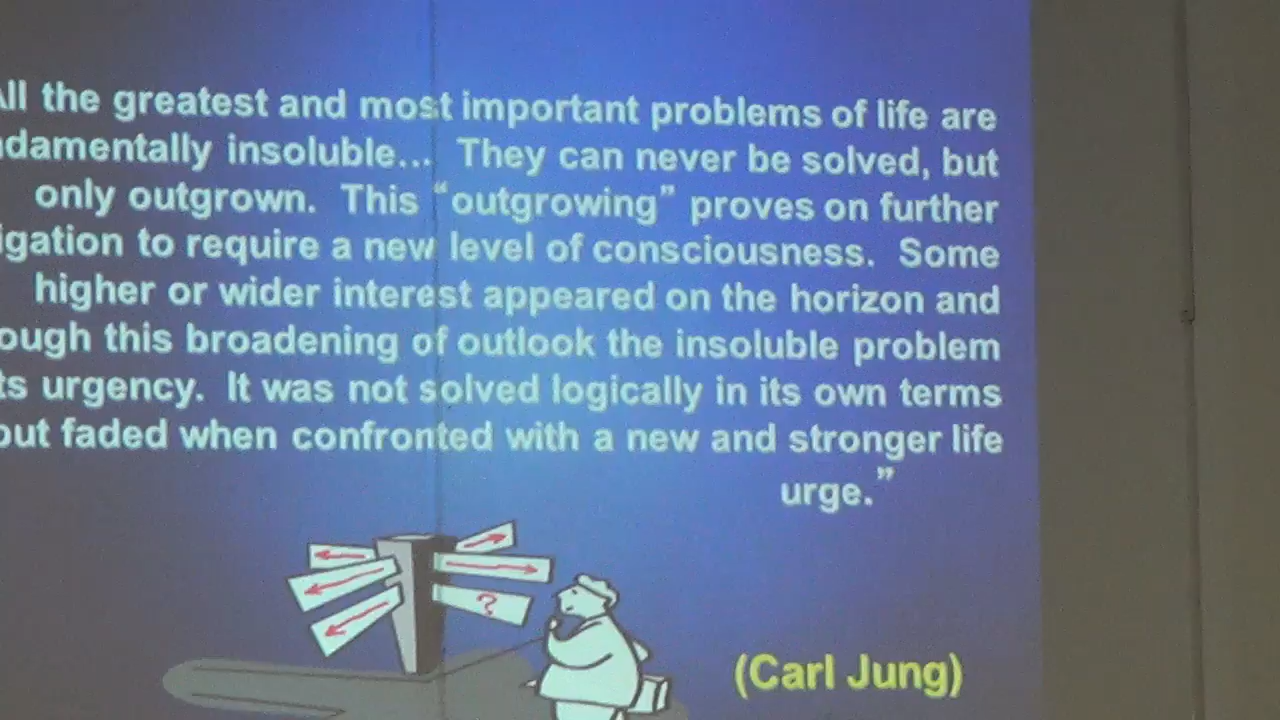 All the greatest and most important problems of life are
damentally insoluble... They can never be solved, but
only outgrown. This “outgrowing” proves on further
igation to require a new level of consciousness. Some
higher or wider interest appeared on the horizon and
ough this broadening of outlook the insoluble problem
ts urgency. It was not solved logically in its own terms
but faded when confronted with a new and stronger life
urge.”
?
(Carl Jung)